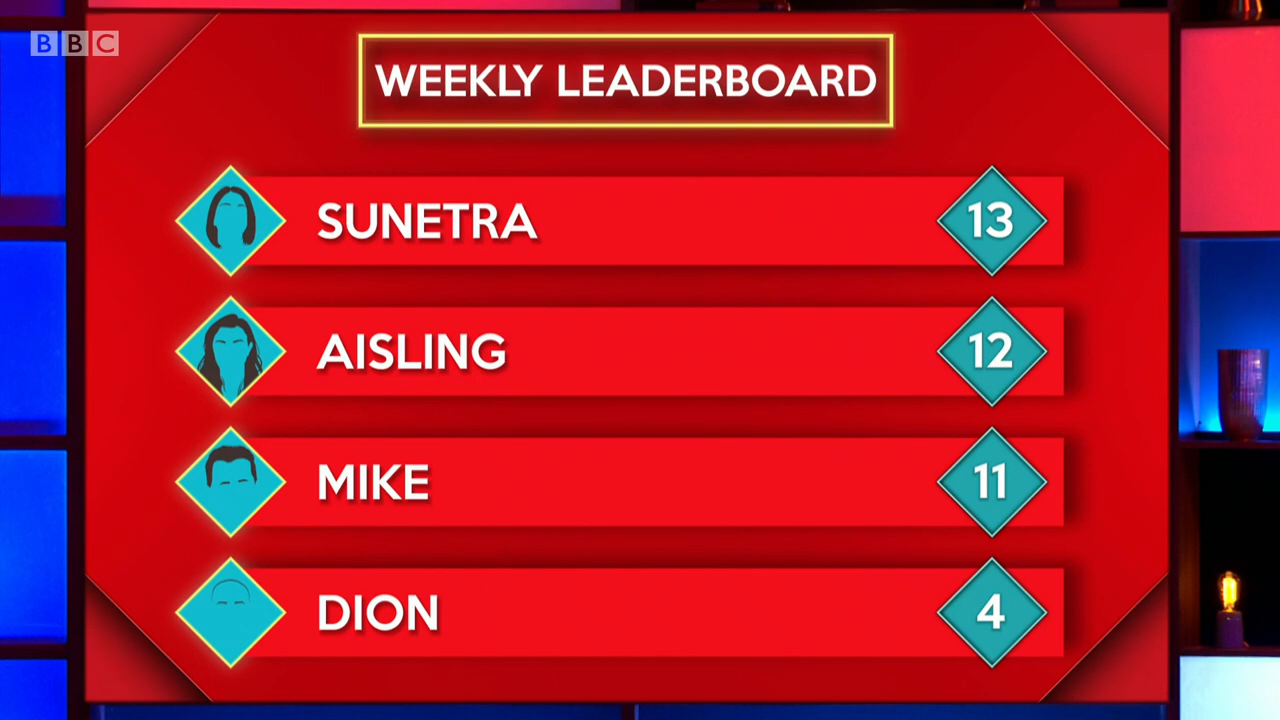 BBC
WEEKLY LEADERBOARD
SUNETRA 13
AISLING 12
MIKE 11
DION 4